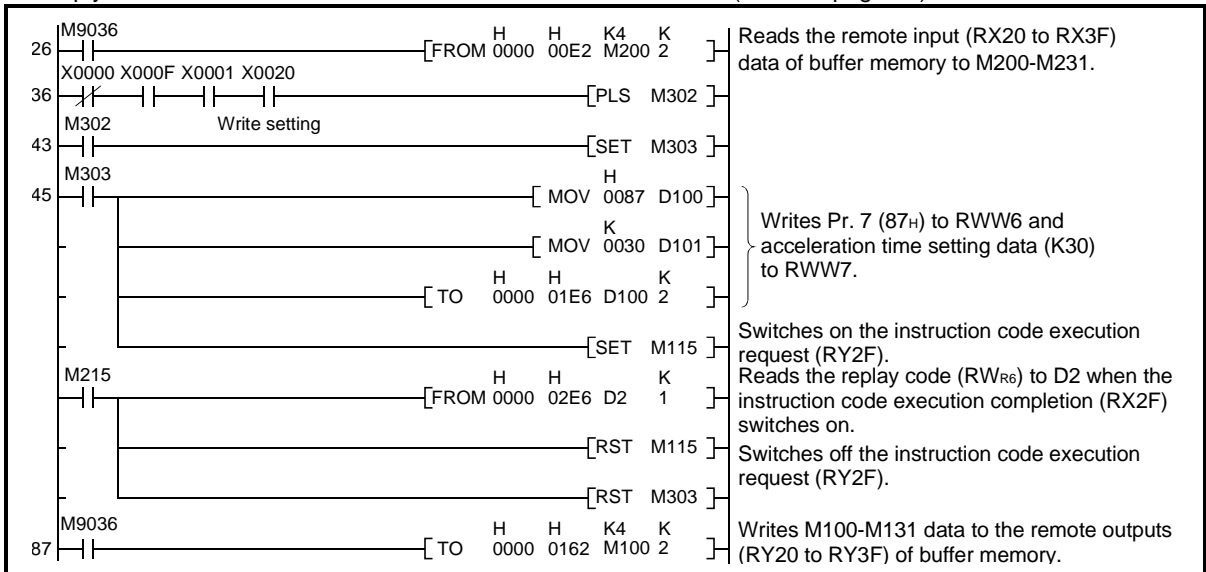 M9036
H H K4 K
26 FROM 0000 00E2 M200 2
Reads the remote input (RX20 to RX3F)
data of buffer memory to M200-M231.
X0000 X000F X0001 X0020
36 PLS M302
M302 Write setting
43 SET M303
M303
H
45 MOV 0087 D100
K
MOV 0030 D101
H H K
TO 0000 01E6 D100 2
Writes Pr. 7 (87H) to RWW6 and
acceleration time setting data (K30)
to RWW7.
SET M115
Switches on the instruction code execution
request (RY2F).
M215
H H K
FROM 0000 02E6 D2 1
Reads the replay code (RWR6) to D2 when the
instruction code execution completion (RX2F)
switches on.
RST M115
Switches off the instruction code execution
request (RY2F).
RST M303
M9036
H H K4 K
87 TO 0000 0162 M100 2
Writes M100-M131 data to the remote outputs
(RY20 to RY3F) of buffer memory.